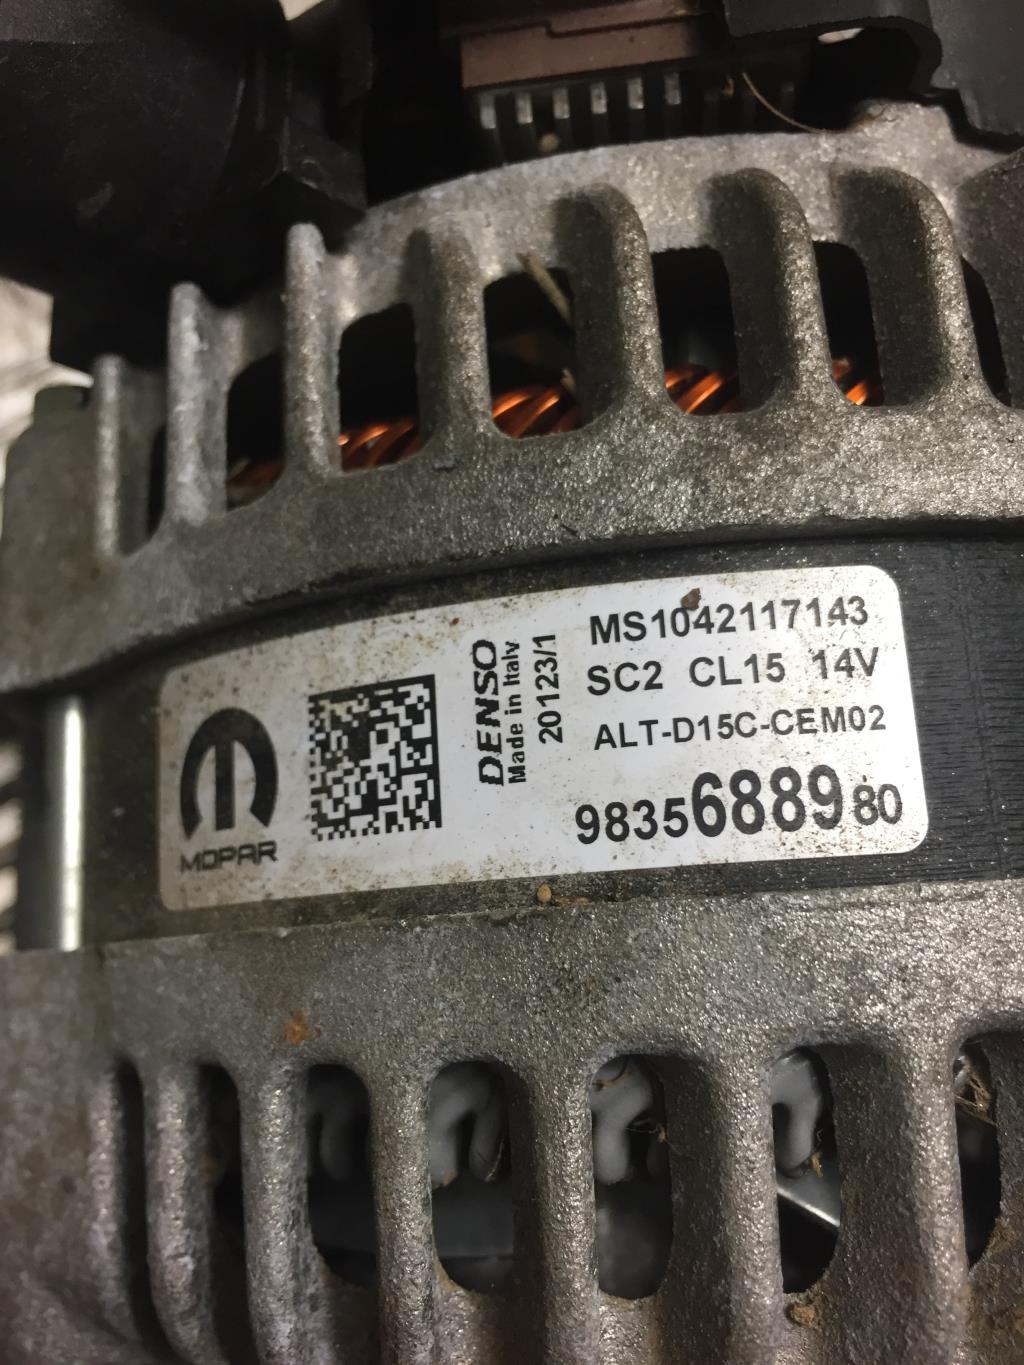 MOPAR
DENSO
Made in Italy
20123/1
MS1042117143
SC2 CL15 14V
ALT-D15C-CEM02
9835688980